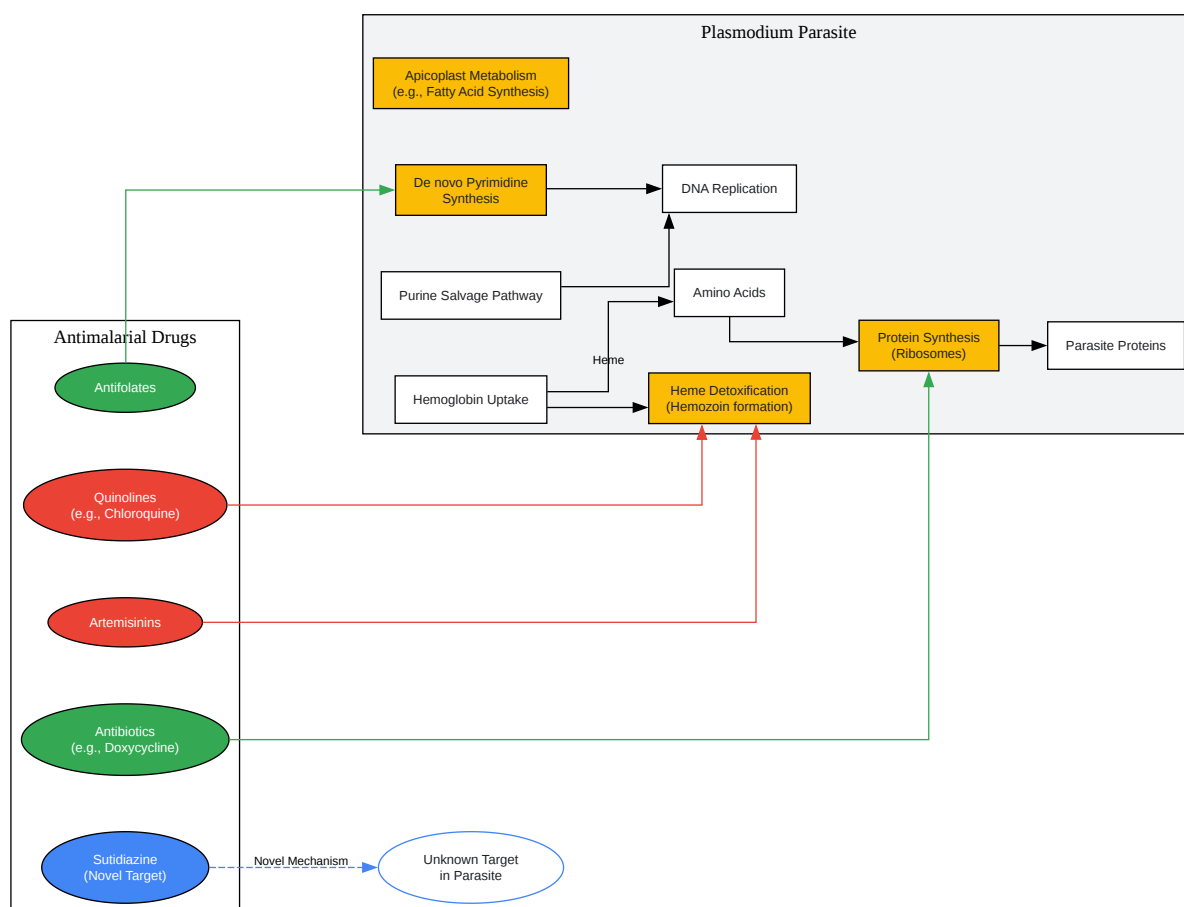 Plasmodium Parasite
Apicoplast Metabolism
(e.g., Fatty Acid Synthesis)
De novo Pyrimidine
Synthesis
DNA Replication
Purine Salvage Pathway
Amino Acids
Protein Synthesis
(Ribosomes)
Parasite Proteins
Heme
Hemoglobin Uptake
Heme Detoxification
(Hemozoin formation)
Antimalarial Drugs
Antifolates
Quinolines
(e.g., Chloroquine)
Artemisinins
Antibiotics
(e.g., Doxycycline)
Sutidiazine
(Novel Target)
Novel Mechanism
Unknown Target
in Parasite